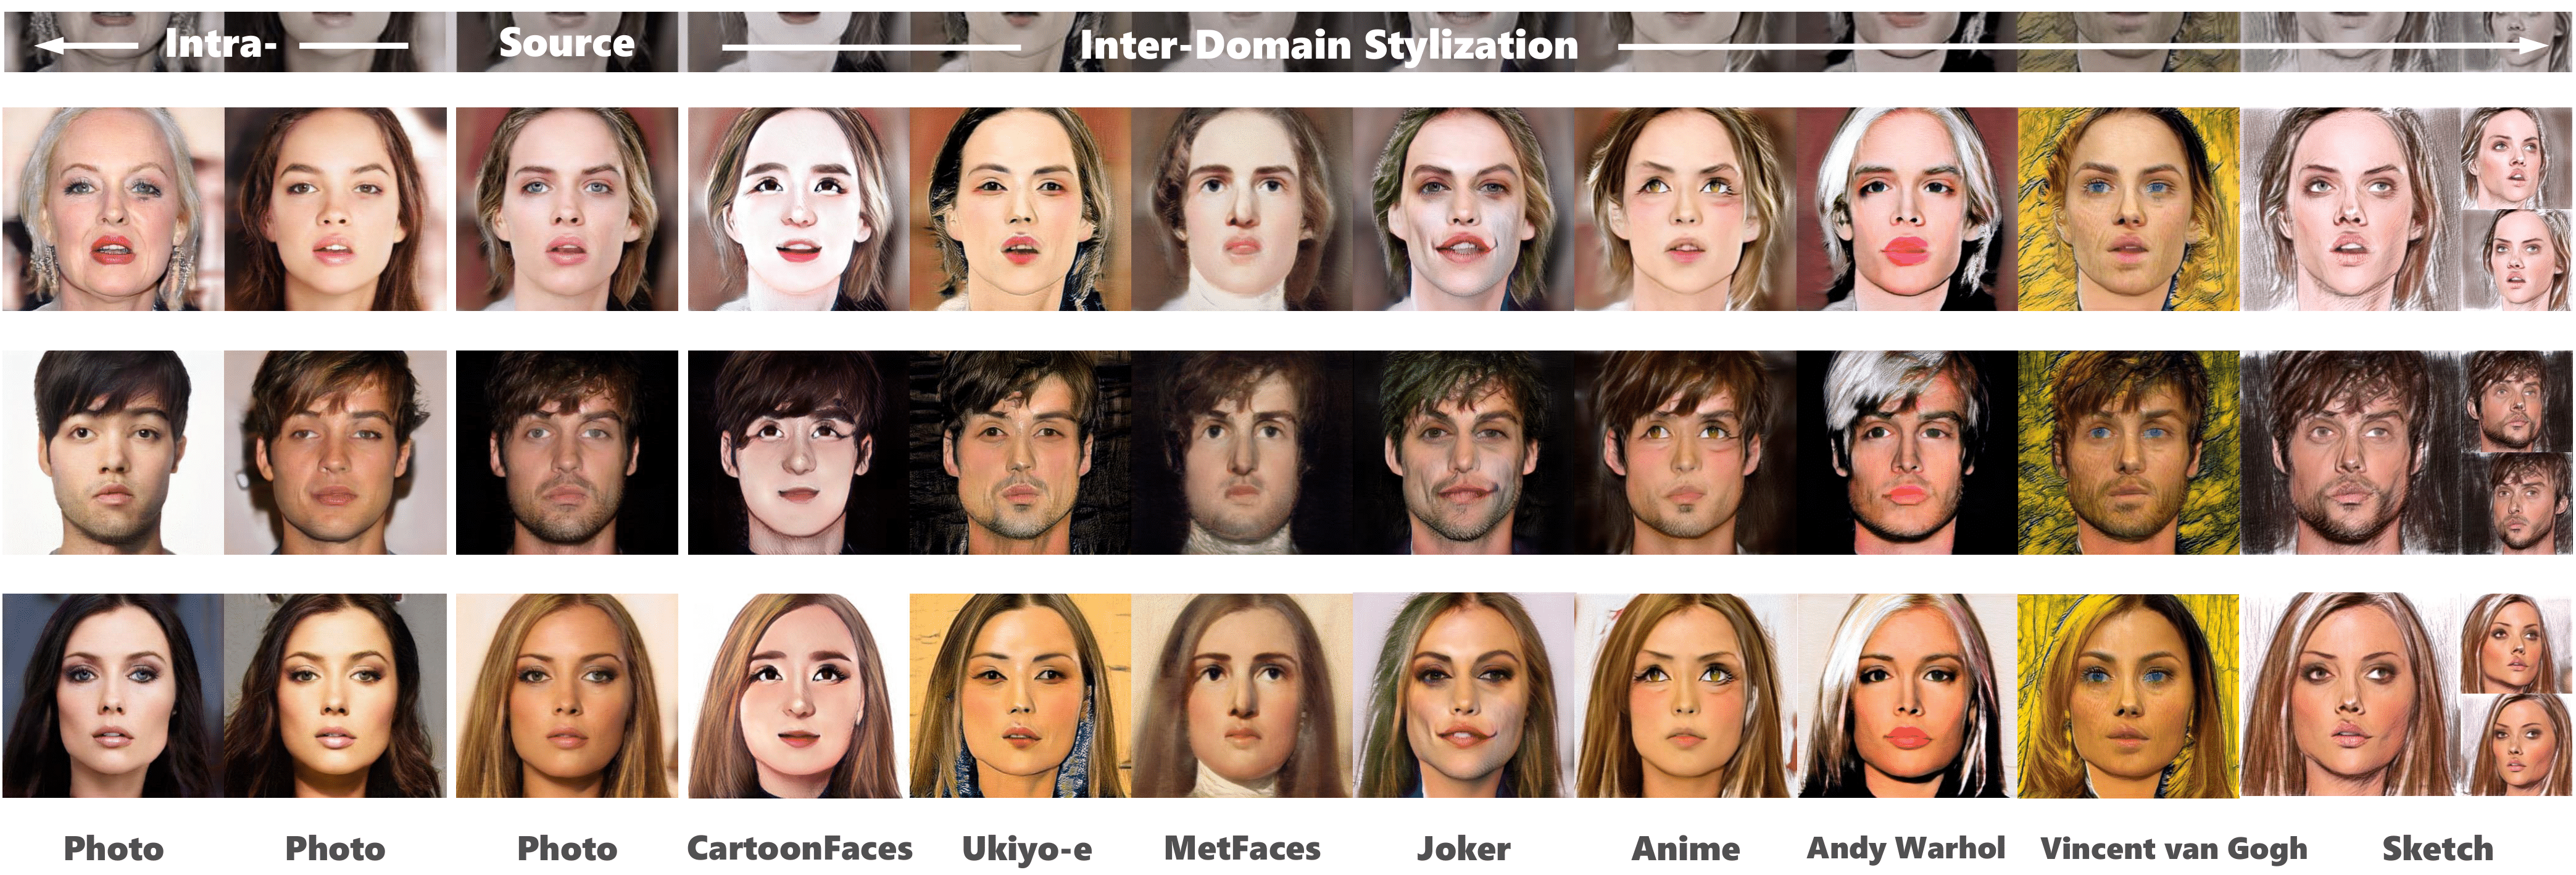 Intra-
Source
Inter-Domain Stylization
Photo
Photo
Photo
CartoonFaces
Ukiyo-e
MetFaces
Joker
Anime
Andy Warhol
Vincent van Gogh
Sketch